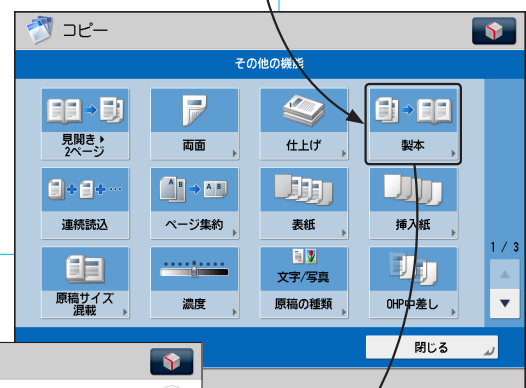 コピー
その他の機能
見開き▸
2ページ
両面
仕上げ
製本
連続読込
A B
A B
ページ集約
表紙
挿入紙
1 / 3
原稿サイズ
混載
濃度
文字/写真
原稿の種類
OHP中差し
閉じる